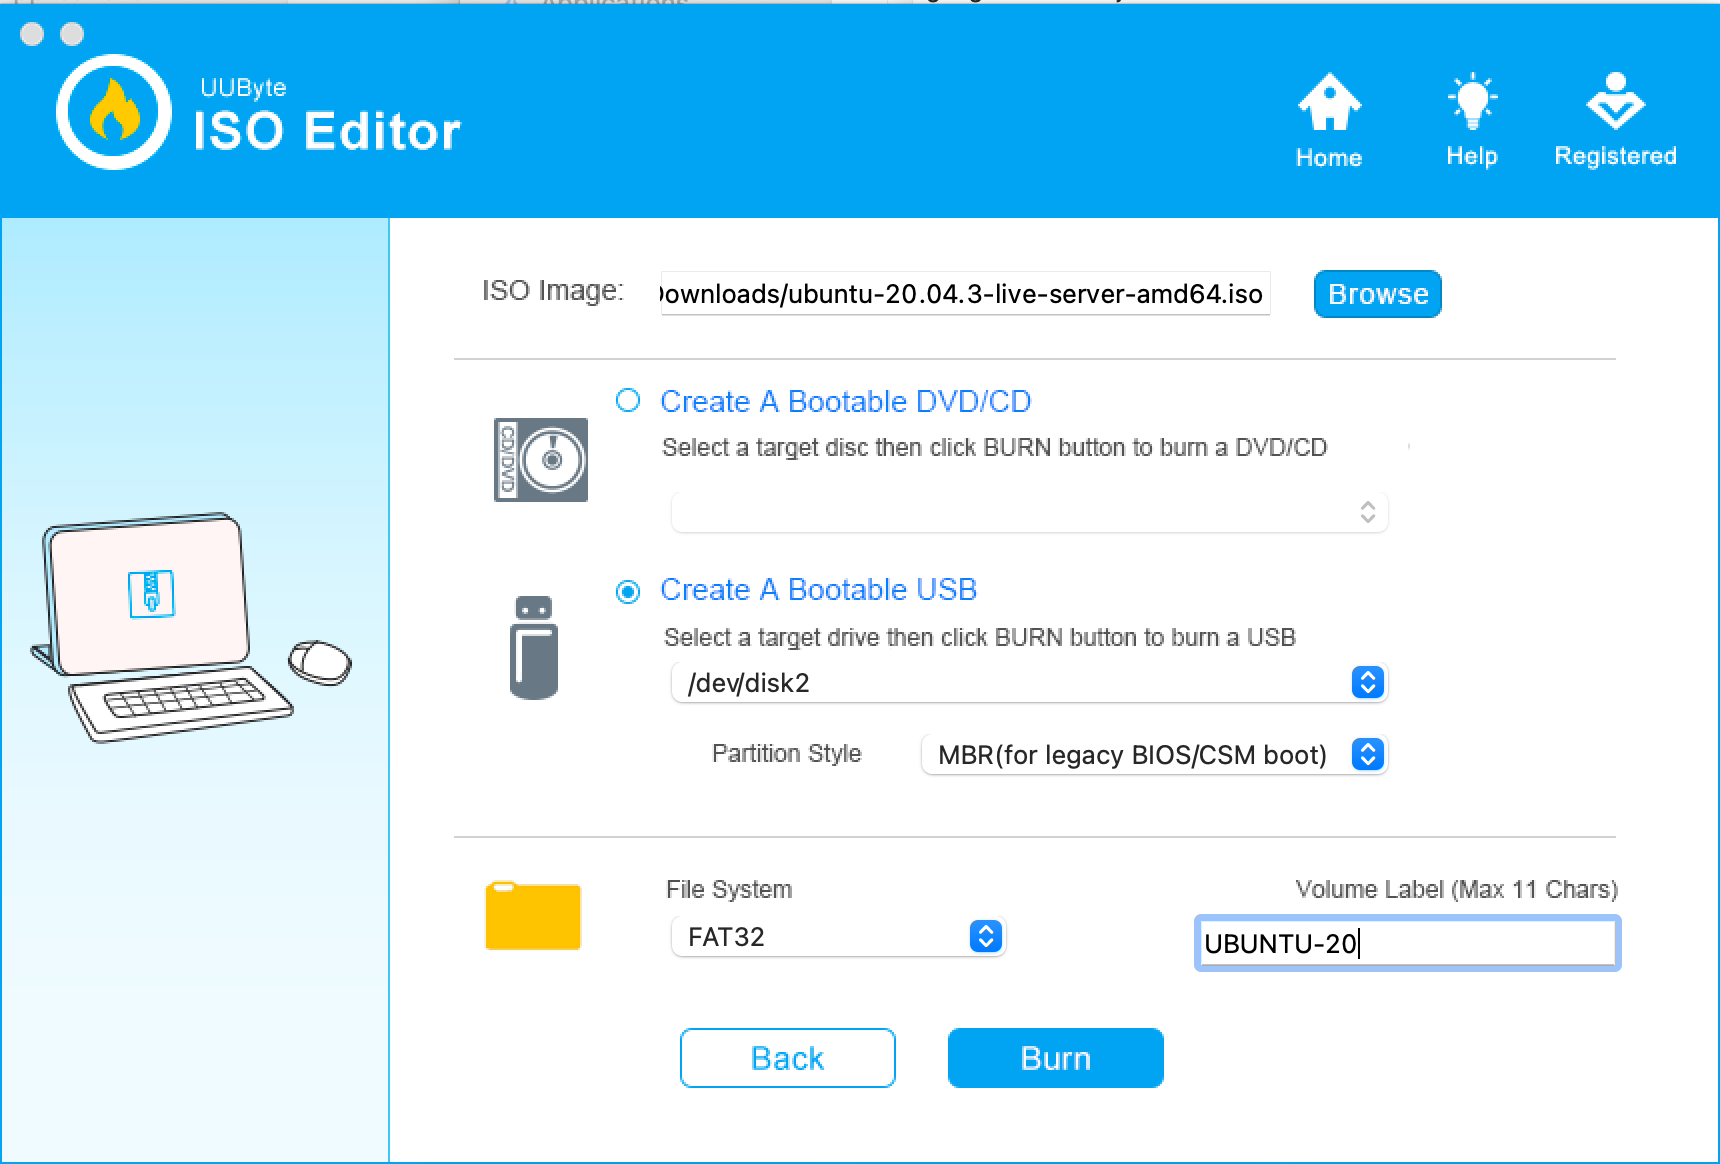 Applications
UUByte
ISO Editor
Home
Help
Registered
ISO Image:
ownloads/ubuntu-20.04.3-live-server-amd64.iso
Browse
Create A Bootable DVD/CD
Select a target disc then click BURN button to burn a DVD/CD
CD/DVD
Create A Bootable USB
Select a target drive then click BURN button to burn a USB
/dev/disk2
Partition Style
MBR(for legacy BIOS/CSM boot)
File System
Volume Label (Max 11 Chars)
FAT32
UBUNTU-20
Back
Burn